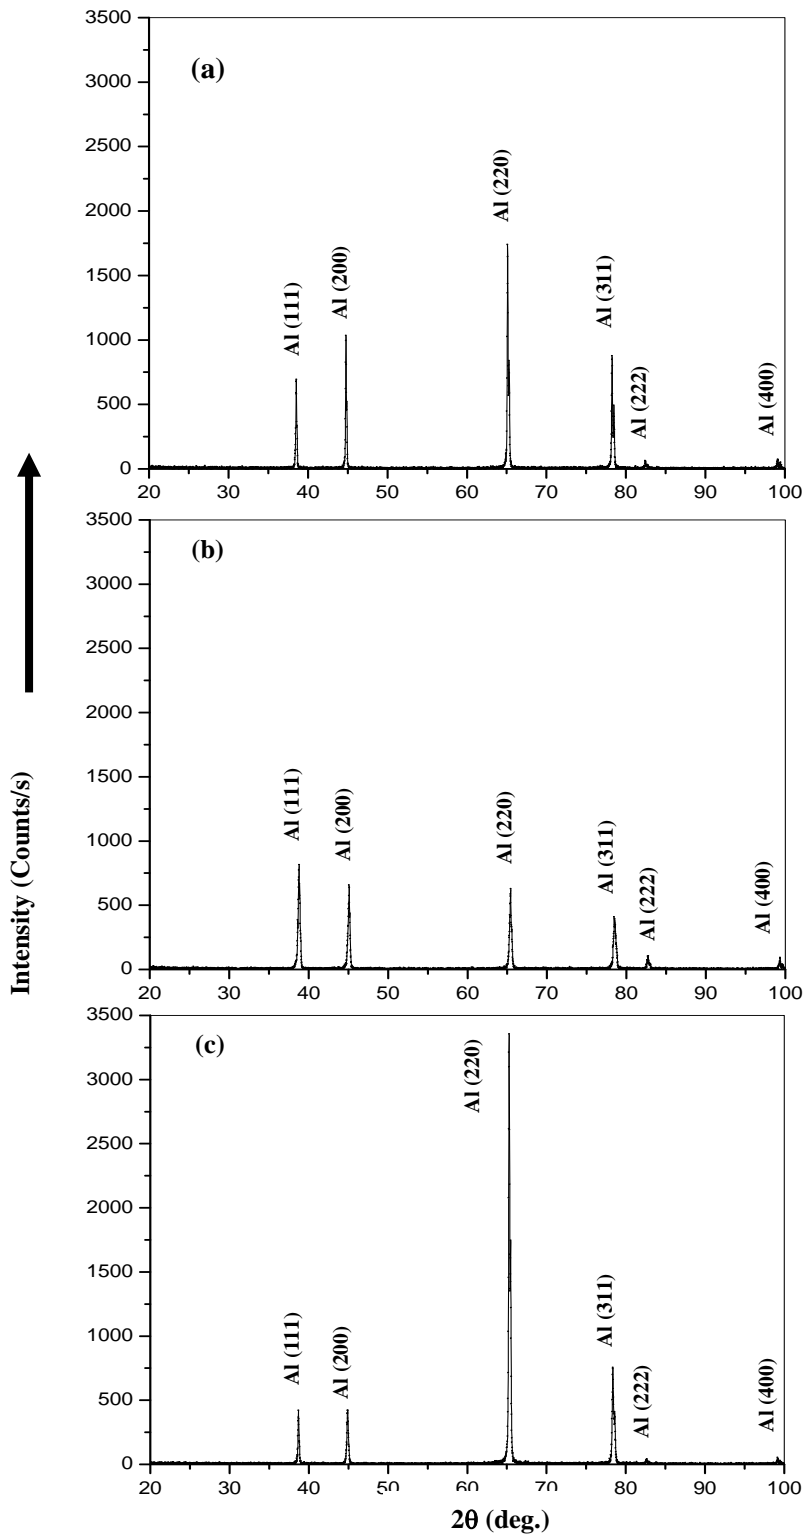 3500
(a)
3000
2500
2000
1500
1000
500
0
Al (111)
Al (200)
Al (220)
Al (311)
Al (222)
Al (400)
20 30 40 50 60 70 80 90 100
3500
(b)
3000
2500
2000
1500
1000
500
0
Al (111)
Al (200)
Al (220)
Al (311)
Al (222)
Al (400)
20 30 40 50 60 70 80 90 100
3500
(c)
3000
2500
2000
1500
1000
500
0
Al (111)
Al (200)
Al (220)
Al (311)
Al (222)
Al (400)
20 30 40 50 60 70 80 90 100
Intensity (Counts/s)
2θ (deg.)